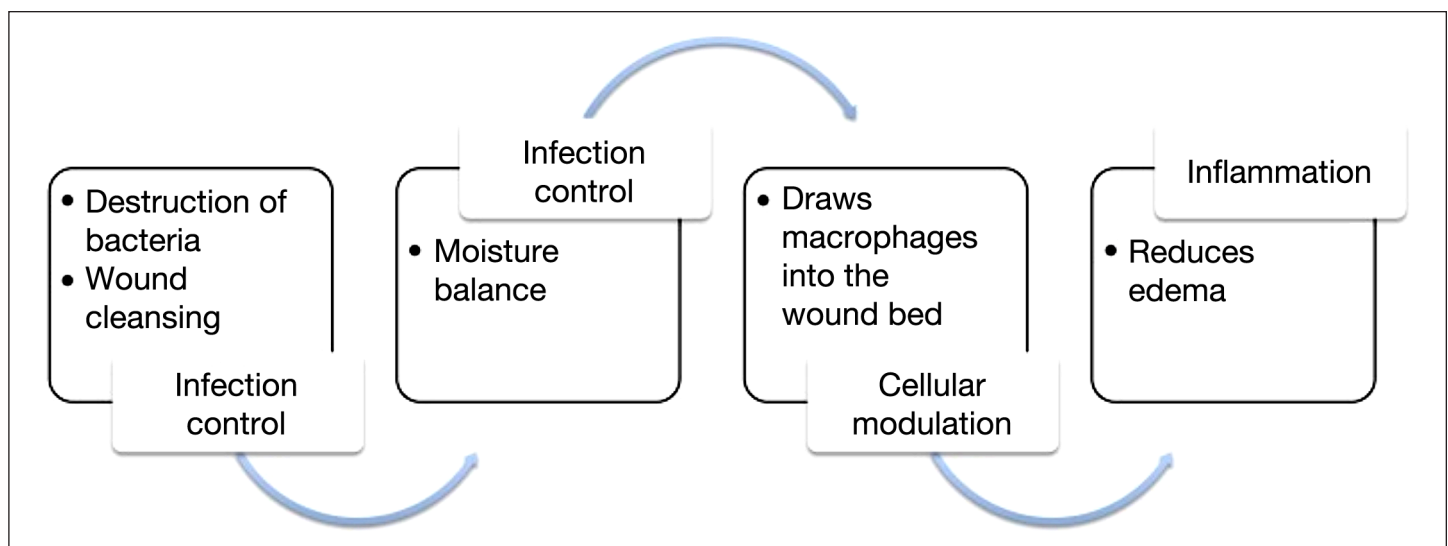 • Destruction of
bacteria
• Wound
cleansing
Infection
control
Infection
control
• Moisture
balance
• Draws
macrophages
into the
wound bed
Cellular
modulation
Inflammation
• Reduces
edema